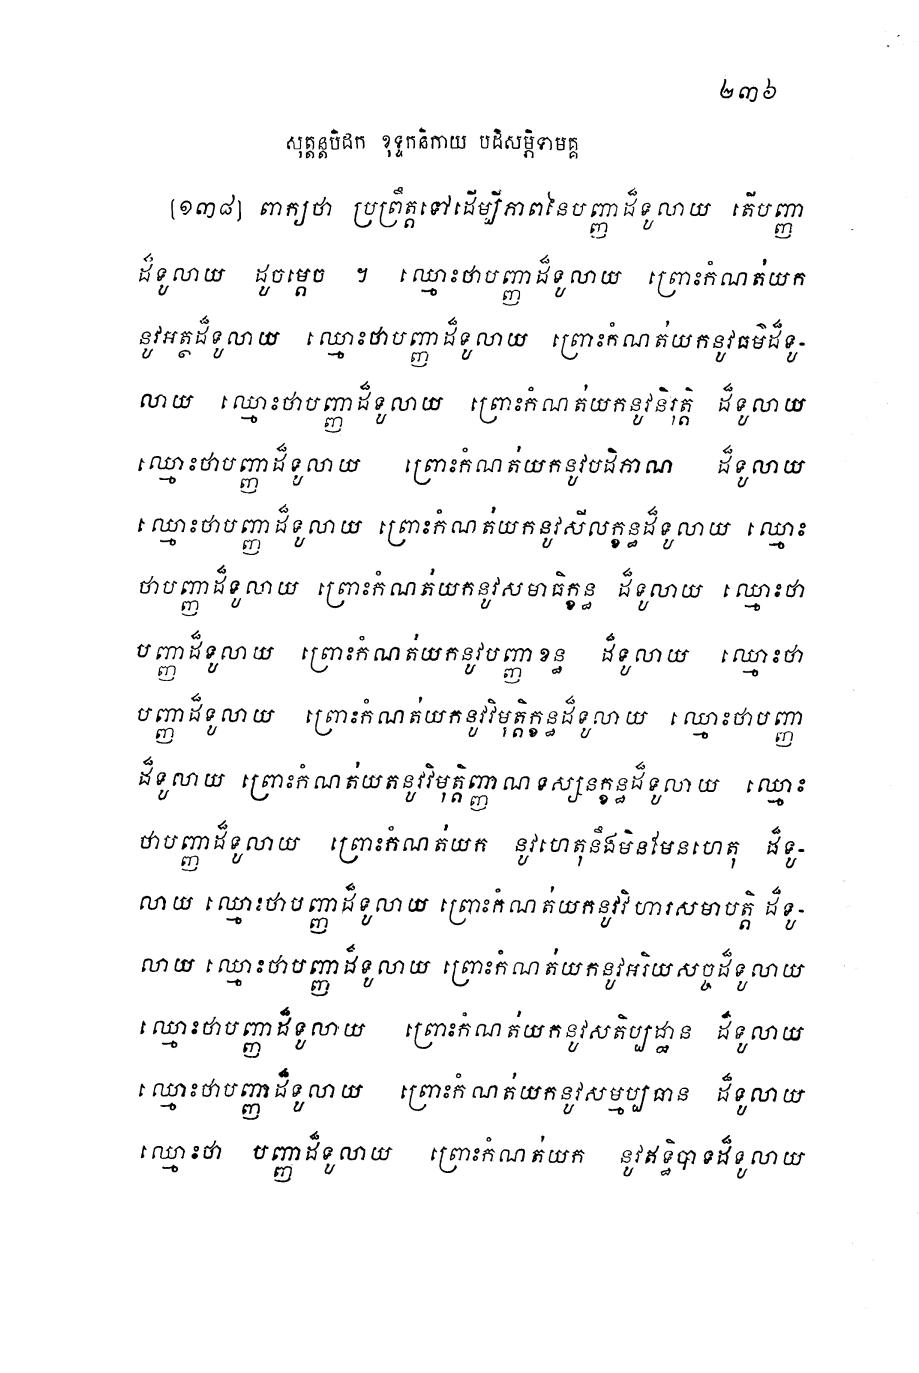 ២៣៦
សុត្តន្តបិដក ខុទ្ទកនិកាយ បដិសម្ភិទាមគ្គ
[១៣៨] ពាក្យថា ប្រព្រឹត្តទៅដើម្បីភាពនៃបញ្ញាដ៏ទូលាយ តើបញ្ញា
ដ៏ទូលាយ ដូចម្តេច ។ ឈ្មោះថាបញ្ញាដ៏ទូលាយ ព្រោះកំណត់យក
នូវអត្ថដ៏ទូលាយ ឈ្មោះថាបញ្ញាដ៏ទូលាយ ព្រោះកំណត់យកនូវធម៌ដ៏ទូ-
លាយ ឈ្មោះថាបញ្ញាដ៏ទូលាយ ព្រោះកំណត់យកនូវនិរុត្តិ ដ៏ទូលាយ
ឈ្មោះថាបញ្ញាដ៏ទូលាយ ព្រោះកំណត់យកនូវបដិភាណ ដ៏ទូលាយ
ឈ្មោះថាបញ្ញាដ៏ទូលាយ ព្រោះកំណត់យកនូវសីលក្ខន្ធដ៏ទូលាយ ឈ្មោះ
ថាបញ្ញាដ៏ទូលាយ ព្រោះកំណត់យកនូវសមាធិក្ខន្ធ ដ៏ទូលាយ ឈ្មោះថា
បញ្ញាដ៏ទូលាយ ព្រោះកំណត់យកនូវបញ្ញាខន្ធ ដ៏ទូលាយ ឈ្មោះថា
បញ្ញាដ៏ទូលាយ ព្រោះកំណត់យកនូវវិមុត្តិក្ខន្ធដ៏ទូលាយ ឈ្មោះថាបញ្ញា
ដ៏ទូលាយ ព្រោះកំណត់យតនូវវិមុត្តិញ្ញាណទស្សនក្ខន្ធដ៏ទូលាយ ឈ្មោះ
ថាបញ្ញាដ៏ទូលាយ ព្រោះកំណត់យក នូវហេតុនឹងមិនមែនហេតុ ដ៏ទូ-
លាយ ឈ្មោះថាបញ្ញាដ៏ទូលាយ ព្រោះកំណត់យកនូវវិហារសមាបត្តិ ដ៏ទូ-
លាយ ឈ្មោះថាបញ្ញាដ៏ទូលាយ ព្រោះកំណត់យកនូវអរិយសច្ចដ៏ទូលាយ
ឈ្មោះថាបញ្ញាដ៏ទូលាយ ព្រោះកំណត់យកនូវសតិប្បដ្ឋាន ដ៏ទូលាយ
ឈ្មោះថាបញ្ញាដ៏ទូលាយ ព្រោះកំណត់យកនូវសម្មប្បធាន ដ៏ទូលាយ
ឈ្មោះថា បញ្ញាដ៏ទូលាយ ព្រោះកំណត់យក នូវឥទ្ធិបាទដ៏ទូលាយ